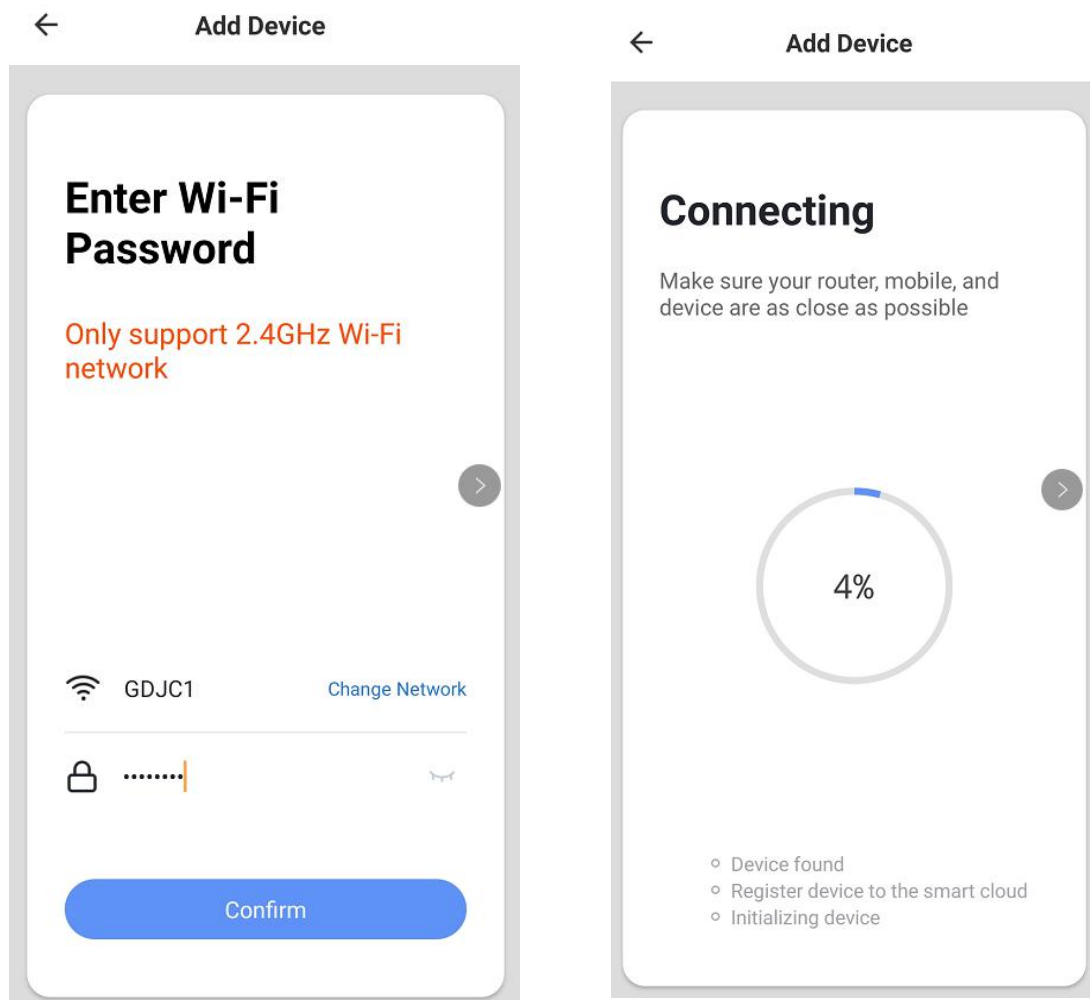 Add Device
Enter Wi-Fi
Password
Only support 2.4GHz Wi-Fi
network
GDJC1
Change Network
••••••••
Confirm
Add Device
Connecting
Make sure your router, mobile, and
device are as close as possible
4%
Device found
Register device to the smart cloud
Initializing device